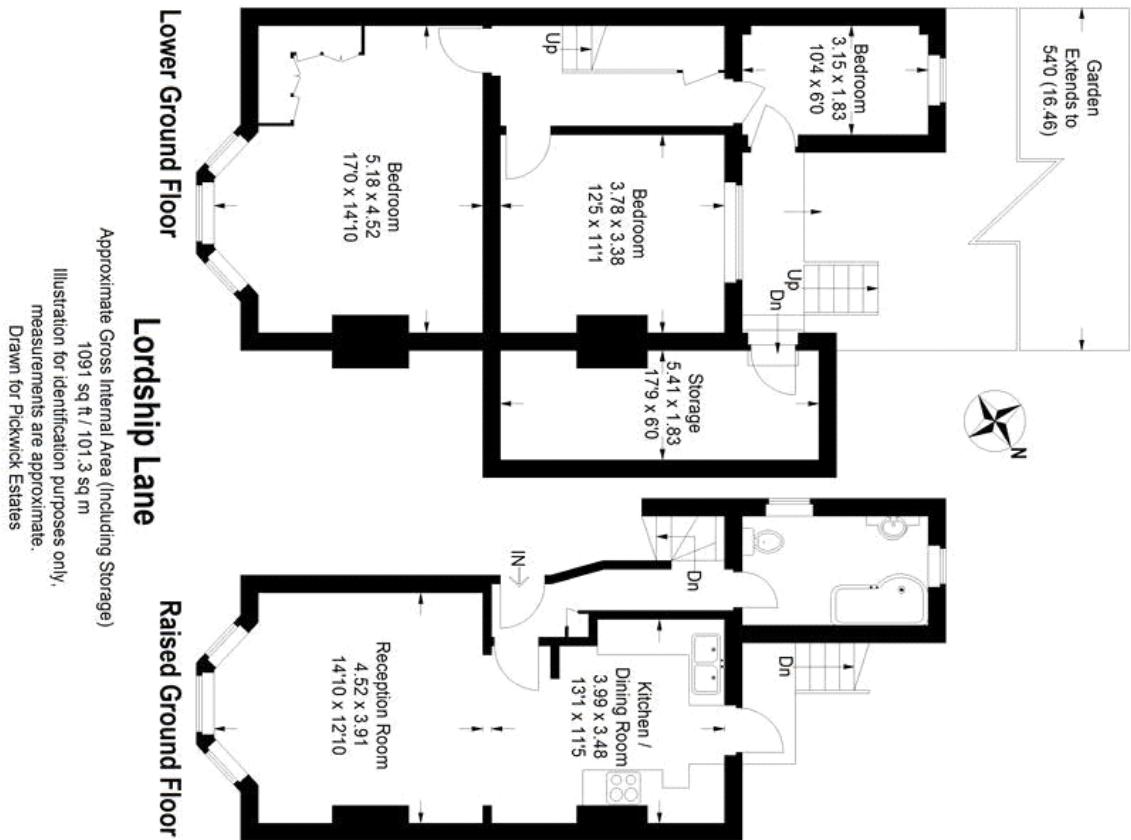 Garden
Extends to
54'0 (16.46)
Bedroom
3.15 x 1.83
10'4 x 6'0
Up
Bedroom
3.78 x 3.38
12'5 x 11'1
Up
Dn
Bedroom
5.18 x 4.52
17'0 x 14'10
Storage
5.41 x 1.83
17'9 x 6'0
Lower Ground Floor
N
Dn
IN
Dn
Kitchen /
Dining Room
3.99 x 3.48
13'1 x 11'5
Reception Room
4.52 x 3.91
14'10 x 12'10
Raised Ground Floor
Lordship Lane
Approximate Gross Internal Area (Including Storage)
1091 sq ft / 101.3 sq m
Illustration for identification purposes only,
measurements are approximate.
Drawn for Pickwick Estates